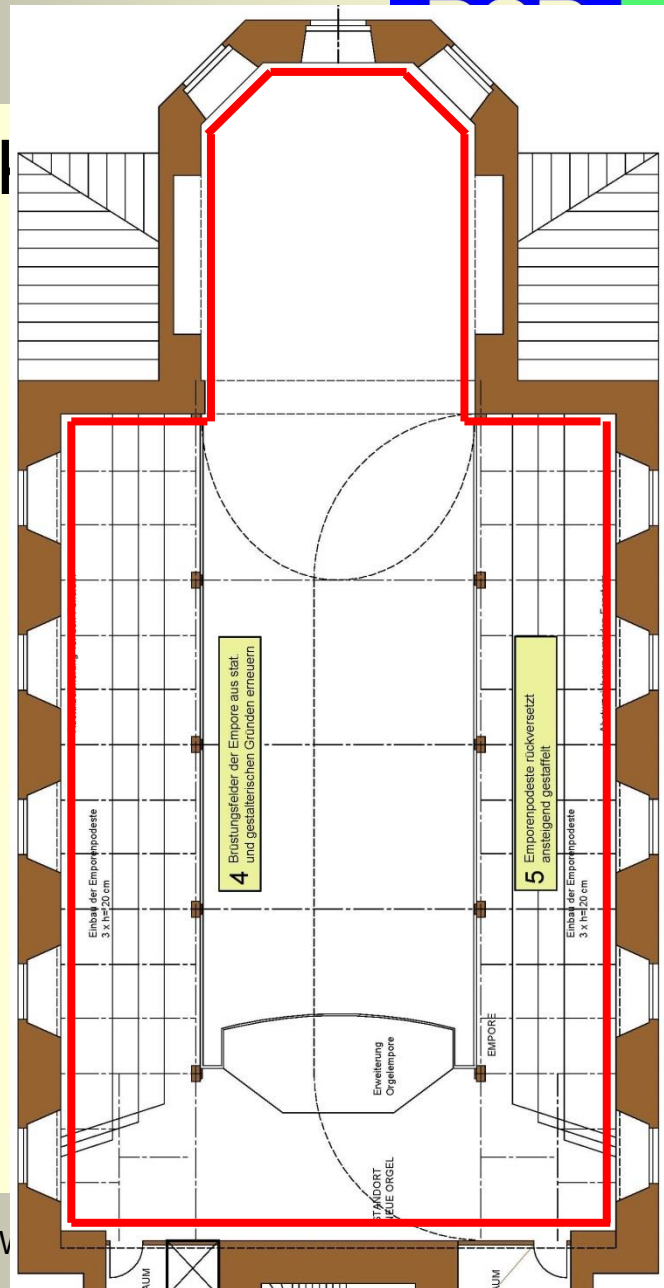 4 Brüstungsfelder der Empore aus stat.
und gestalterischen Gründen erneuern
5 Emporenpodeste rückversetzt
ansteigend gestaffelt
Einbau der Emporenpodeste
3 x h= 20 cm
Einbau der Emporenpodeste
3 x h= 20 cm
Erweiterung
Orgelempore
EMPORE
STANDORT
NEUE ORGEL